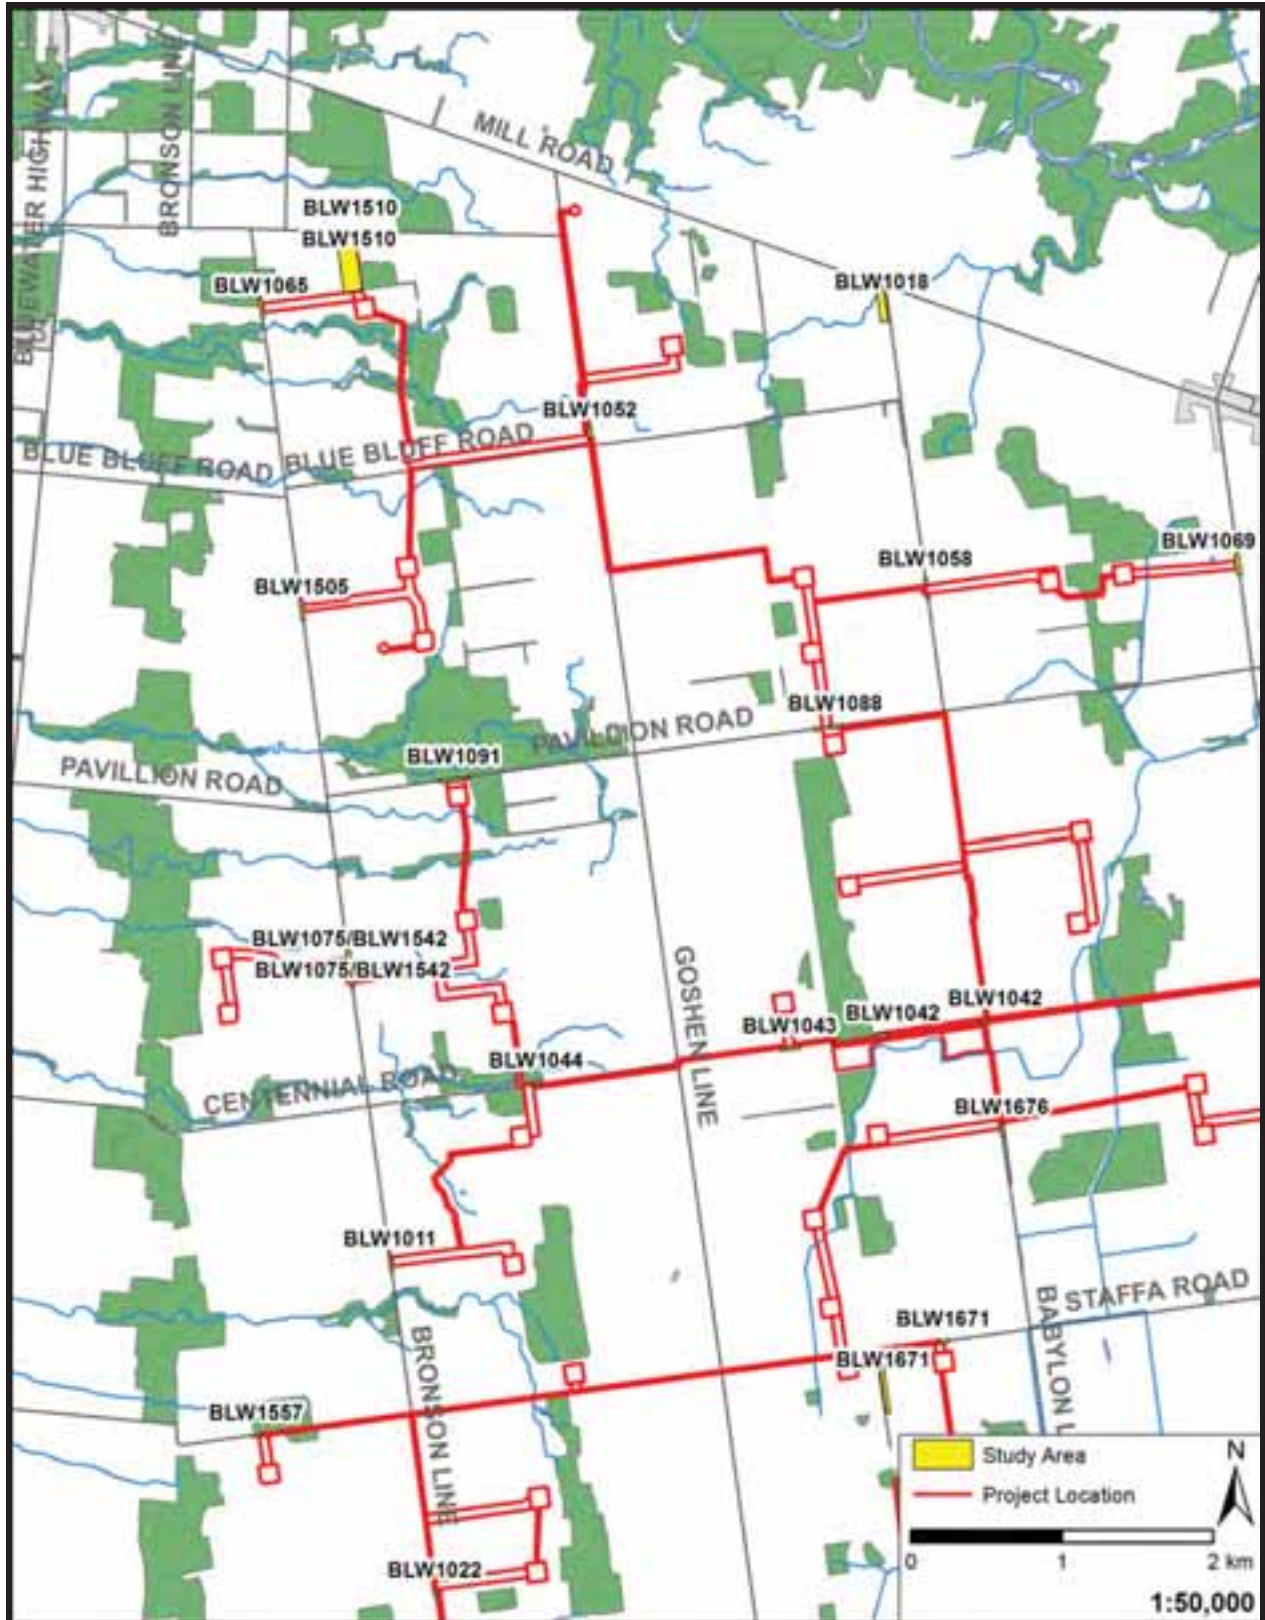 MILL ROAD
BLUEWATER HIGHWAY
BRONSON LINE
BLW1510
BLW1510
BLW1065
BLW1018
BLW1052
BLUE BLUFF ROAD
BLUE BLUFF ROAD
BLW1069
BLW1058
BLW1505
BLW1088
PAVILLION ROAD
BLW1091
PAVILLION ROAD
BLW1075/BLW1542
BLW1075/BLW1542
GOSHEN LINE
BLW1042
BLW1042
BLW1043
BLW1044
CENTENNIAL ROAD
BLW1676
BLW1011
STAFFA ROAD
BABYLON L
BLW1671
BLW1671
BRONSON LINE
BLW1557
BLW1022
Study Area
Project Location
N
0 1 2 km
1:50,000